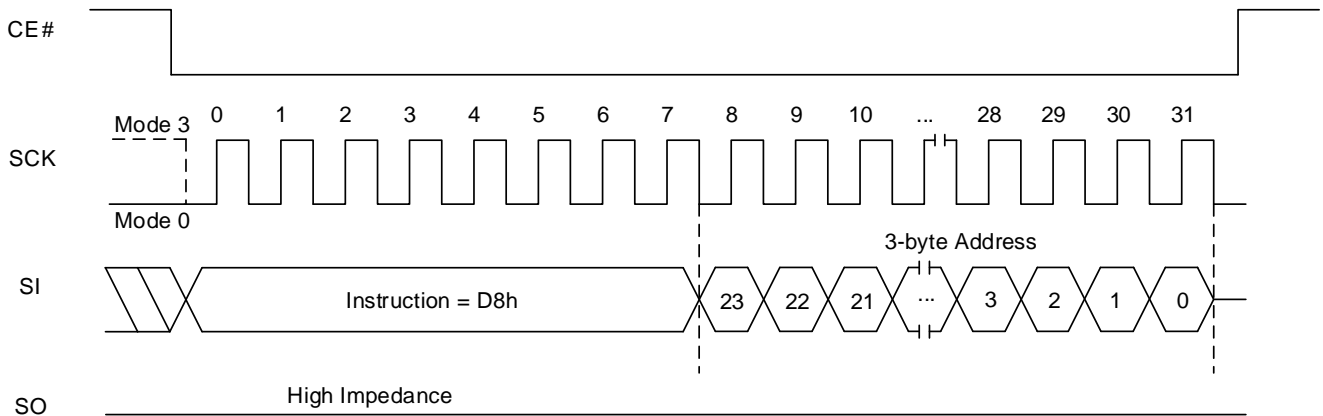 CE#
0 1 2 3 4 5 6 7 8 9 10 ... 28 29 30 31
Mode 3
SCK
Mode 0
3-byte Address
SI
Instruction = D8h
23 22 21 ... 3 2 1 0
High Impedance
SO